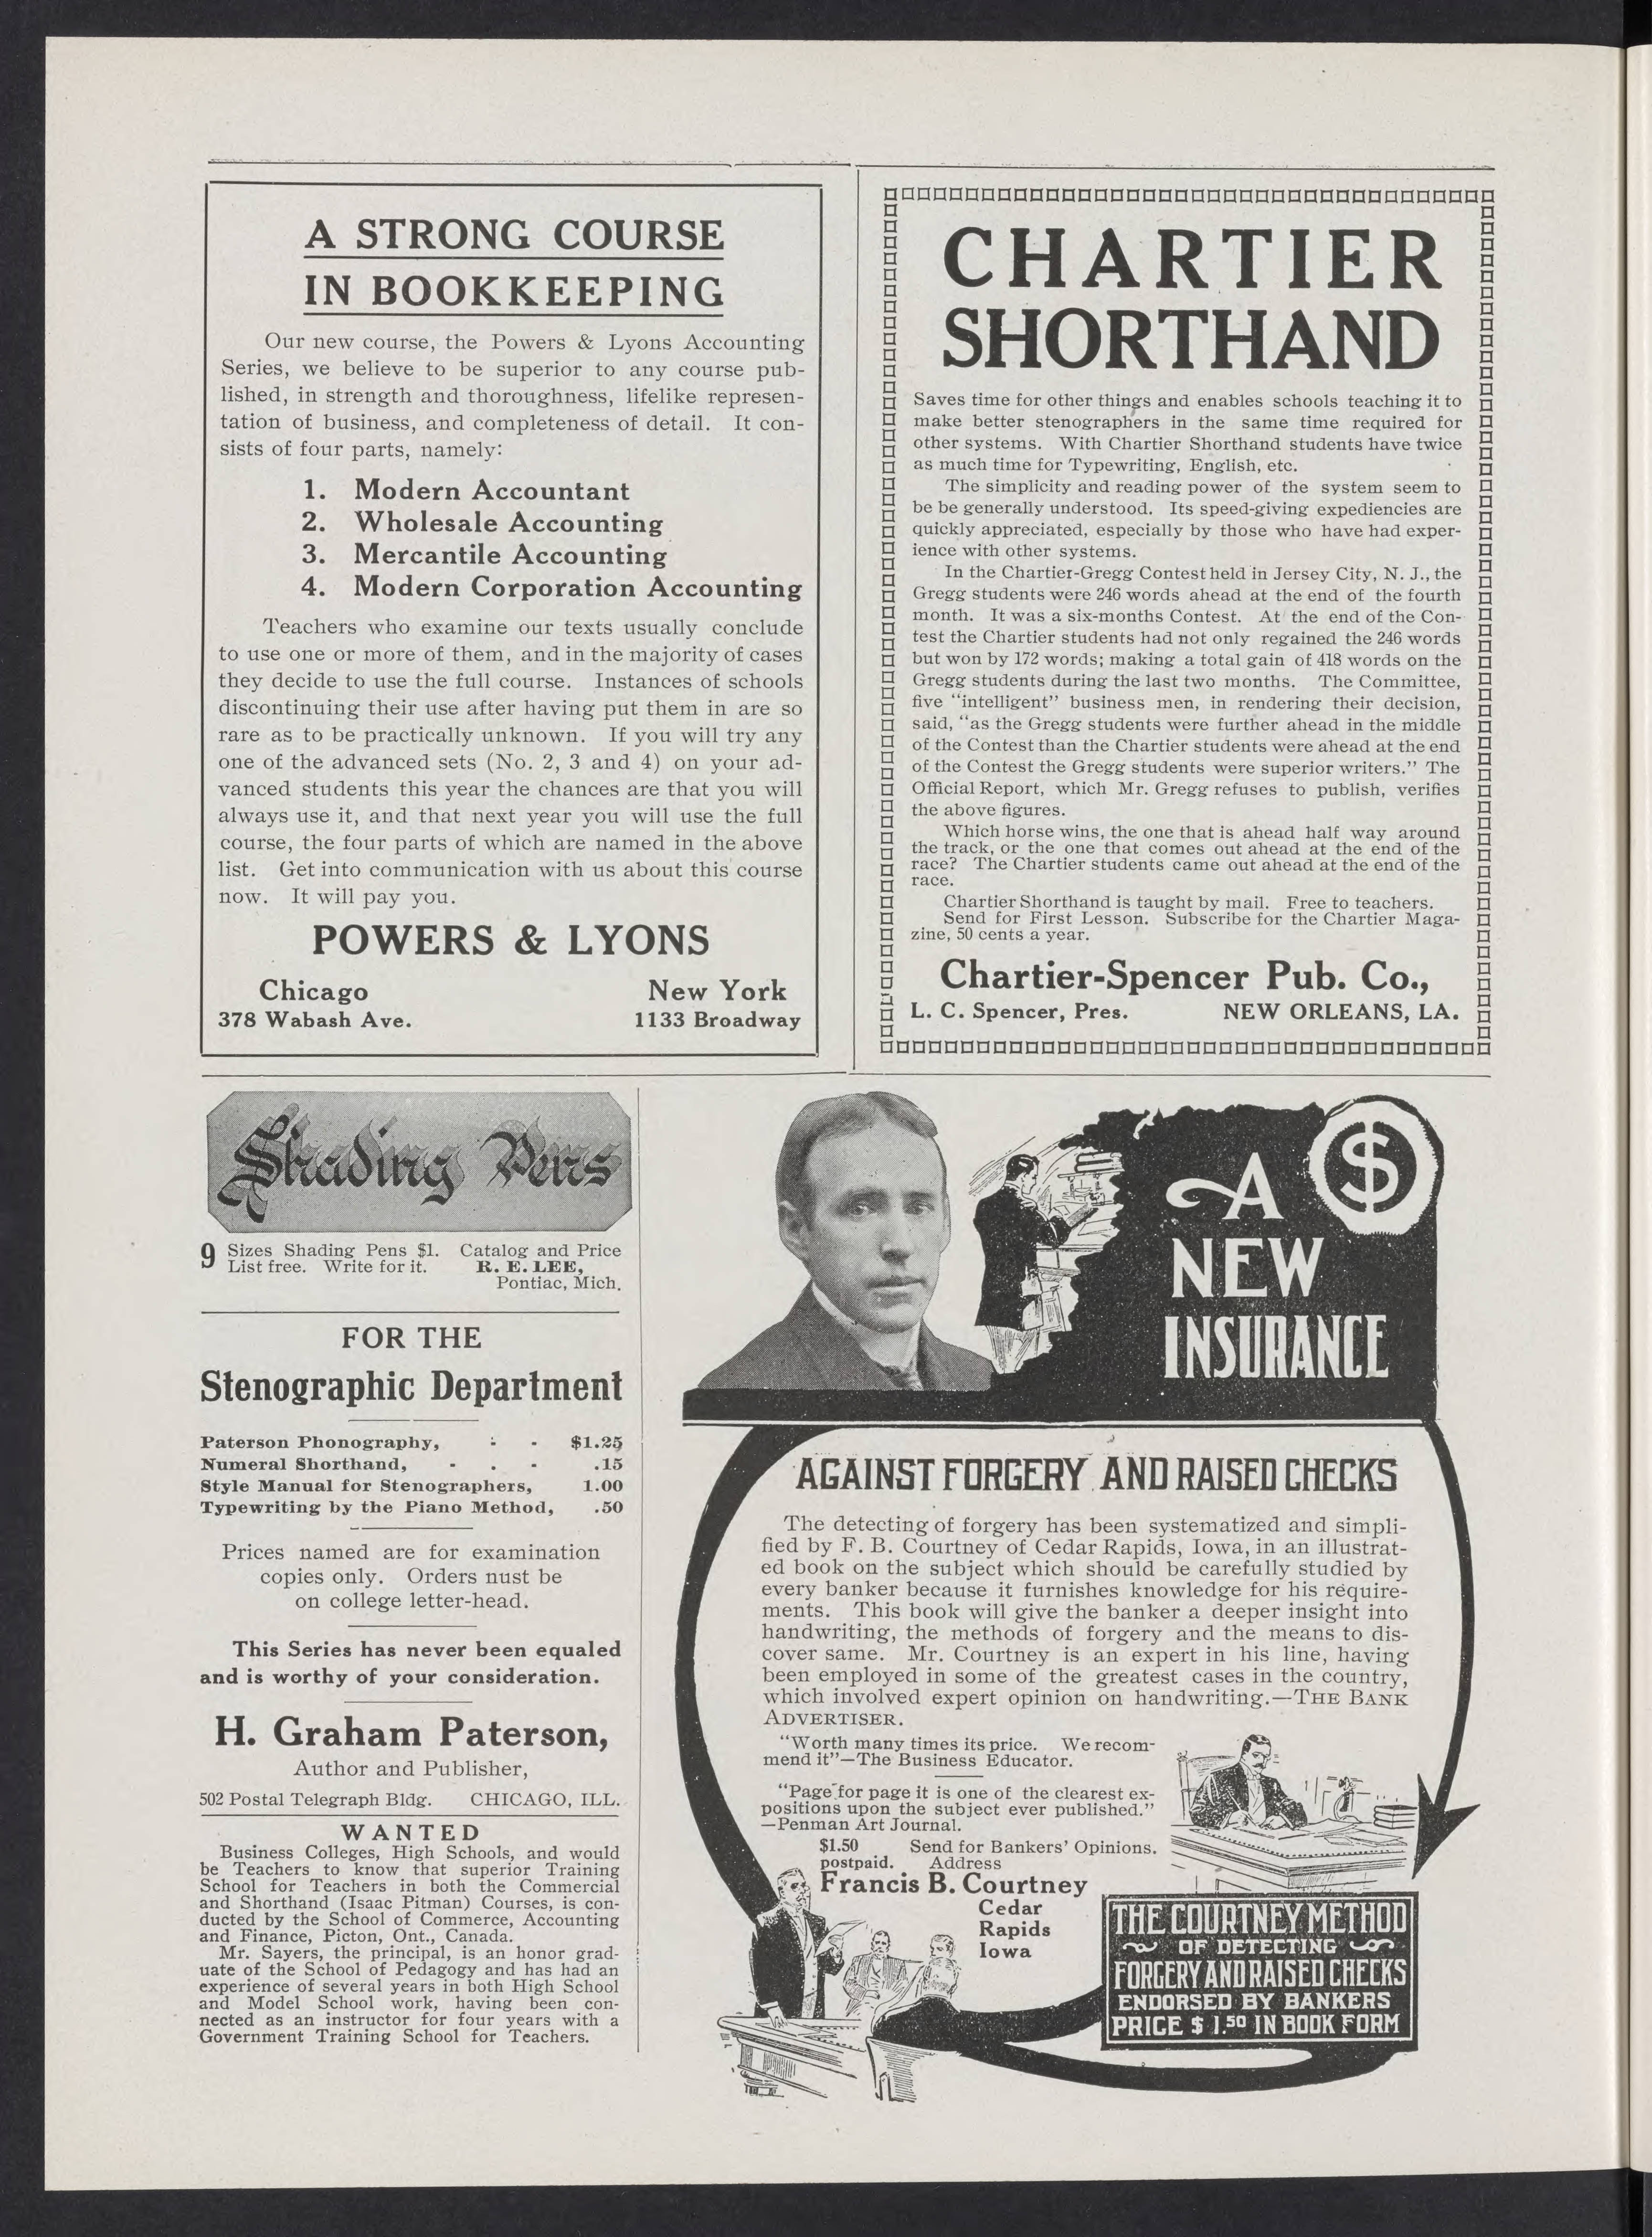 A STRONG COURSE
IN BOOKKEEPING
Our new course, the Powers & Lyons Accounting
Series, we believe to be superior to any course pub-
lished, in strength and thoroughness, lifelike represen-
tation of business, and completeness of detail. It con-
sists of four parts, namely:
1. Modern Accountant
2. Wholesale Accounting
3. Mercantile Accounting
4. Modern Corporation Accounting
Teachers who examine our texts usually conclude
to use one or more of them, and in the majority of cases
they decide to use the full course. Instances of schools
discontinuing their use after having put them in are so
rare as to be practically unknown. If you will try any
one of the advanced sets (No. 2, 3 and 4) on your ad-
vanced students this year the chances are that you will
always use it, and that next year you will use the full
course, the four parts of which are named in the above
list. Get into communication with us about this course
now. It will pay you.
POWERS & LYONS
Chicago New York
378 Wabash Ave. 1133 Broadway
CHARTIER
SHORTHAND
Saves time for other things and enables schools teaching it to
make better stenographers in the same time required for
other systems. With Chartier Shorthand students have twice
as much time for Typewriting, English, etc.
The simplicity and reading power of the system seem to
be be generally understood. Its speed-giving expediencies are
quickly appreciated, especially by those who have had exper-
ience with other systems.
In the Chartier-Gregg Contest held in Jersey City, N. J., the
Gregg students were 246 words ahead at the end of the fourth
month. It was a six-months Contest. At the end of the Con-
test the Chartier students had not only regained the 246 words
but won by 172 words; making a total gain of 418 words on the
Gregg students during the last two months. The Committee,
five "intelligent" business men, in rendering their decision,
said, "as the Gregg students were further ahead in the middle
of the Contest than the Chartier students were ahead at the end
of the Contest the Gregg students were superior writers." The
Official Report, which Mr. Gregg refuses to publish, verifies
the above figures.
Which horse wins, the one that is ahead half way around
the track, or the one that comes out ahead at the end of the
race? The Chartier students came out ahead at the end of the
race.
Chartier Shorthand is taught by mail. Free to teachers.
Send for First Lesson. Subscribe for the Chartier Maga-
zine, 50 cents a year.
Chartier-Spencer Pub. Co.,
L. C. Spencer, Pres. NEW ORLEANS, LA.
Shading Pens
9 Sizes Shading Pens $1. Catalog and Price
List free. Write for it. R. E. LEE,
Pontiac, Mich.
FOR THE
Stenographic Department
Paterson Phonography, - - $1.25
Numeral Shorthand, - . - .15
Style Manual for Stenographers, 1.00
Typewriting by the Piano Method, .50
Prices named are for examination
copies only. Orders nust be
on college letter-head.
This Series has never been equaled
and is worthy of your consideration.
H. Graham Paterson,
Author and Publisher,
502 Postal Telegraph Bldg. CHICAGO, ILL.
WANTED
Business Colleges, High Schools, and would
be Teachers to know that superior Training
School for Teachers in both the Commercial
and Shorthand (Isaac Pitman) Courses, is con-
ducted by the School of Commerce, Accounting
and Finance, Picton, Ont., Canada.
Mr. Sayers, the principal, is an honor grad-
uate of the School of Pedagogy and has had an
experience of several years in both High School
and Model School work, having been con-
nected as an instructor for four years with a
Government Training School for Teachers.
$
A
NEW
INSURANCE
AGAINST FORGERY AND RAISED CHECKS
The detecting of forgery has been systematized and simpli-
fied by F. B. Courtney of Cedar Rapids, Iowa, in an illustrat-
ed book on the subject which should be carefully studied by
every banker because it furnishes knowledge for his require-
ments. This book will give the banker a deeper insight into
handwriting, the methods of forgery and the means to dis-
cover same. Mr. Courtney is an expert in his line, having
been employed in some of the greatest cases in the country,
which involved expert opinion on handwriting.—THE BANK
ADVERTISER.
"Worth many times its price. We recom-
mend it"—The Business Educator.
"Page for page it is one of the clearest ex-
positions upon the subject ever published."
—Penman Art Journal.
$1.50 Send for Bankers' Opinions.
postpaid. Address
Francis B. Courtney
Cedar
Rapids
Iowa
THE COURTNEY METHOD
OF DETECTING
FORGERY AND RAISED CHECKS
ENDORSED BY BANKERS
PRICE $ 1.50 IN BOOK FORM